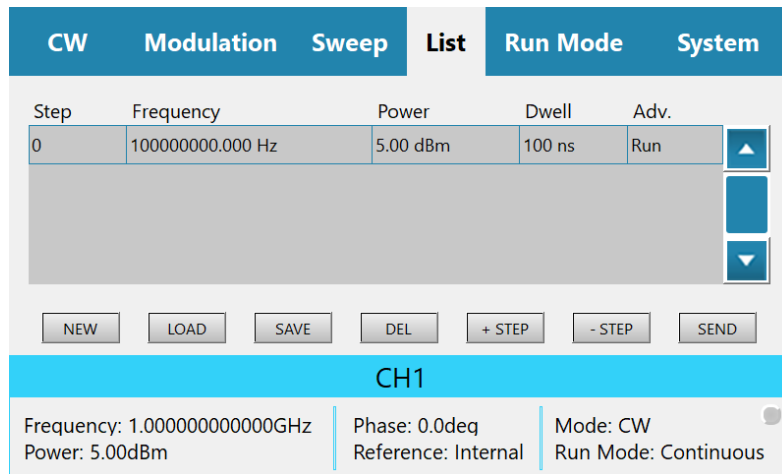 CW Modulation Sweep List Run Mode System
Step Frequency Power Dwell Adv.
0 100000000.000 Hz 5.00 dBm 100 ns Run
NEW LOAD SAVE DEL + STEP - STEP SEND
CH1
Frequency: 1.000000000000GHz Phase: 0.0deg Mode: CW
Power: 5.00dBm Reference: Internal Run Mode: Continuous